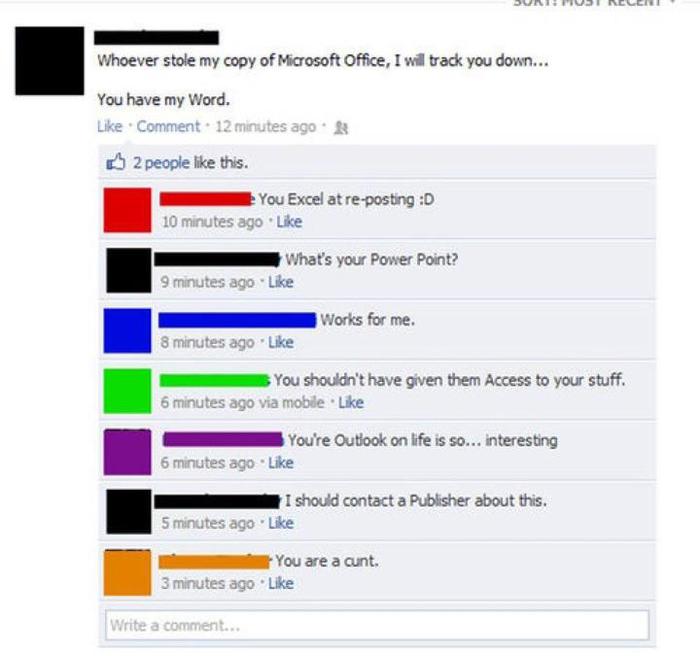 SORT: MOST RECENT
Whoever stole my copy of Microsoft Office, I will track you down...
You have my Word.
Like · Comment · 12 minutes ago ·
2 people like this.
You Excel at re-posting :D
10 minutes ago · Like
What's your Power Point?
9 minutes ago · Like
Works for me.
8 minutes ago · Like
You shouldn't have given them Access to your stuff.
6 minutes ago via mobile · Like
You're Outlook on life is so... interesting
6 minutes ago · Like
I should contact a Publisher about this.
5 minutes ago · Like
You are a cunt.
3 minutes ago · Like
Write a comment...